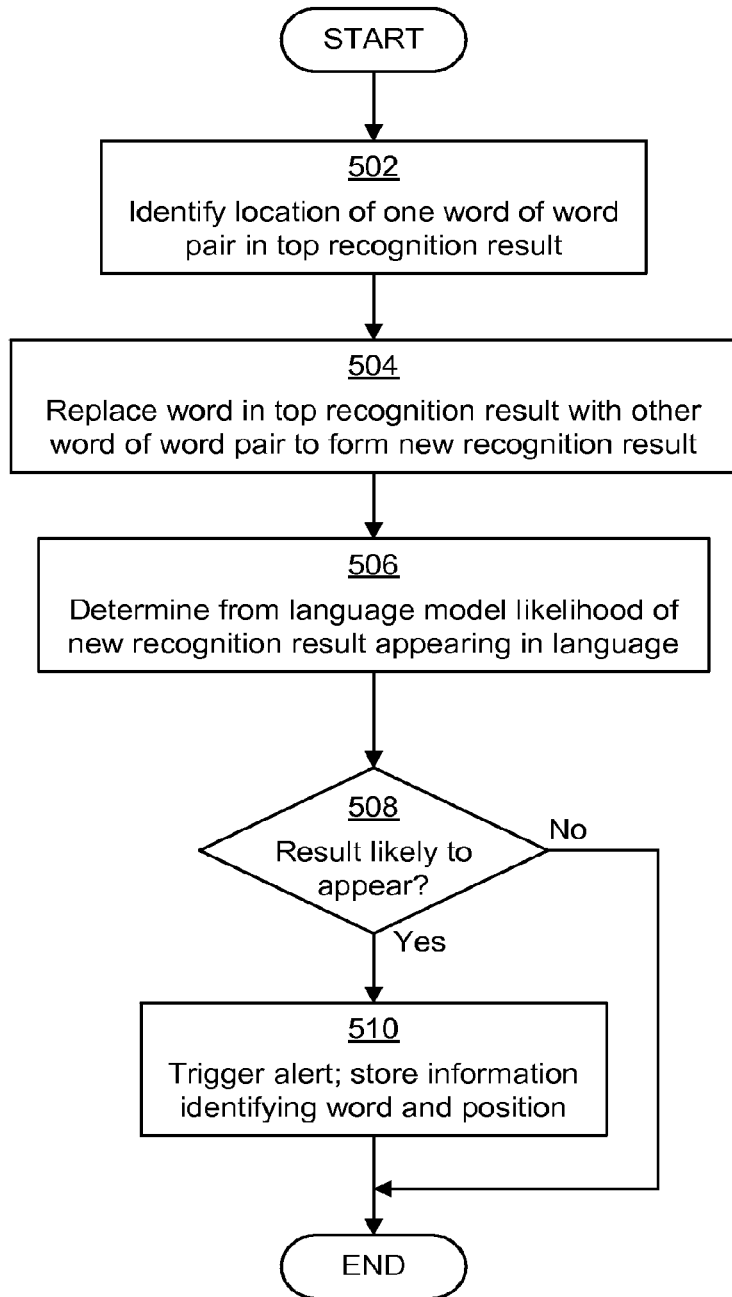 START
502
Identify location of one word of word
pair in top recognition result
504
Replace word in top recognition result with other
word of word pair to form new recognition result
506
Determine from language model likelihood of
new recognition result appearing in language
508
Result likely to
appear?
No
Yes
510
Trigger alert; store information
identifying word and position
END